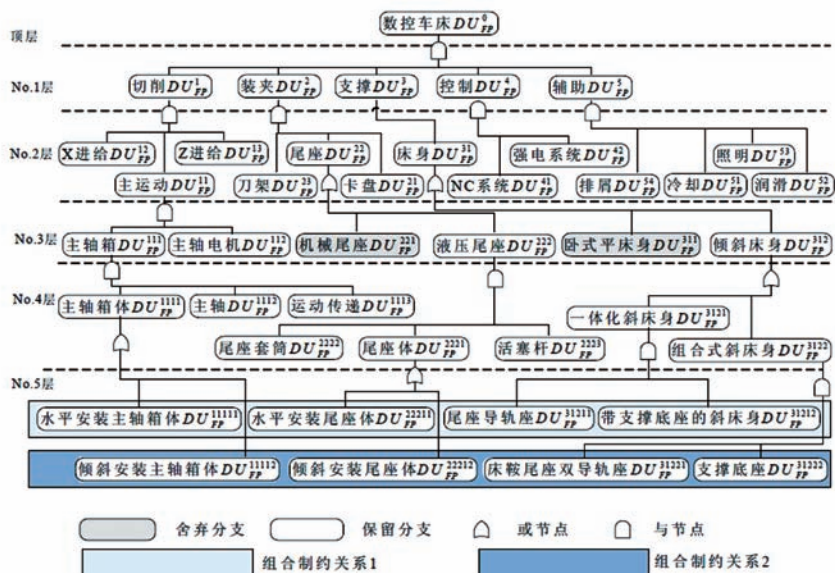 数控车床DU⁰FP
顶层
No.1层
切削DU¹FP 装夹DU²FP 支撑DU³FP 控制DU⁴FP 辅助DU⁵FP
No.2层
X进给DU¹²FP Z进给DU¹³FP 尾座DU²²FP 床身DU³¹FP 强电系统DU⁴²FP 照明DU⁵³FP
主运动DU¹¹FP 刀架DU²³FP 卡盘DU²¹FP NC系统DU⁴¹FP 排屑DU⁵⁴FP 冷却DU⁵¹FP 润滑DU⁵²FP
No.3层
主轴箱DU¹¹¹FP 主轴电机DU¹¹²FP 机械尾座DU²²¹FP 液压尾座DU²²²FP 卧式平床身DU³¹¹FP 倾斜床身DU³¹²FP
No.4层
主轴箱体DU¹¹¹¹FP 主轴DU¹¹¹²FP 运动传递DU¹¹¹³FP 一体化斜床身DU³¹²¹FP
尾座套筒DU²²²²FP 尾座体DU²²²¹FP 活塞杆DU²²²³FP 组合式斜床身DU³¹²²FP
No.5层
水平安装主轴箱体DU¹¹¹¹¹FP 水平安装尾座体DU²²²¹¹FP 尾座导轨座DU³¹²¹¹FP 带支撑底座的斜床身DU³¹²¹²FP
倾斜安装主轴箱体DU¹¹¹¹²FP 倾斜安装尾座体DU²²²¹²FP 床鞍尾座双导轨座DU³¹²²¹FP 支撑底座DU³¹²²²FP
舍弃分支 保留分支 或节点 与节点
组合制约关系1 组合制约关系2